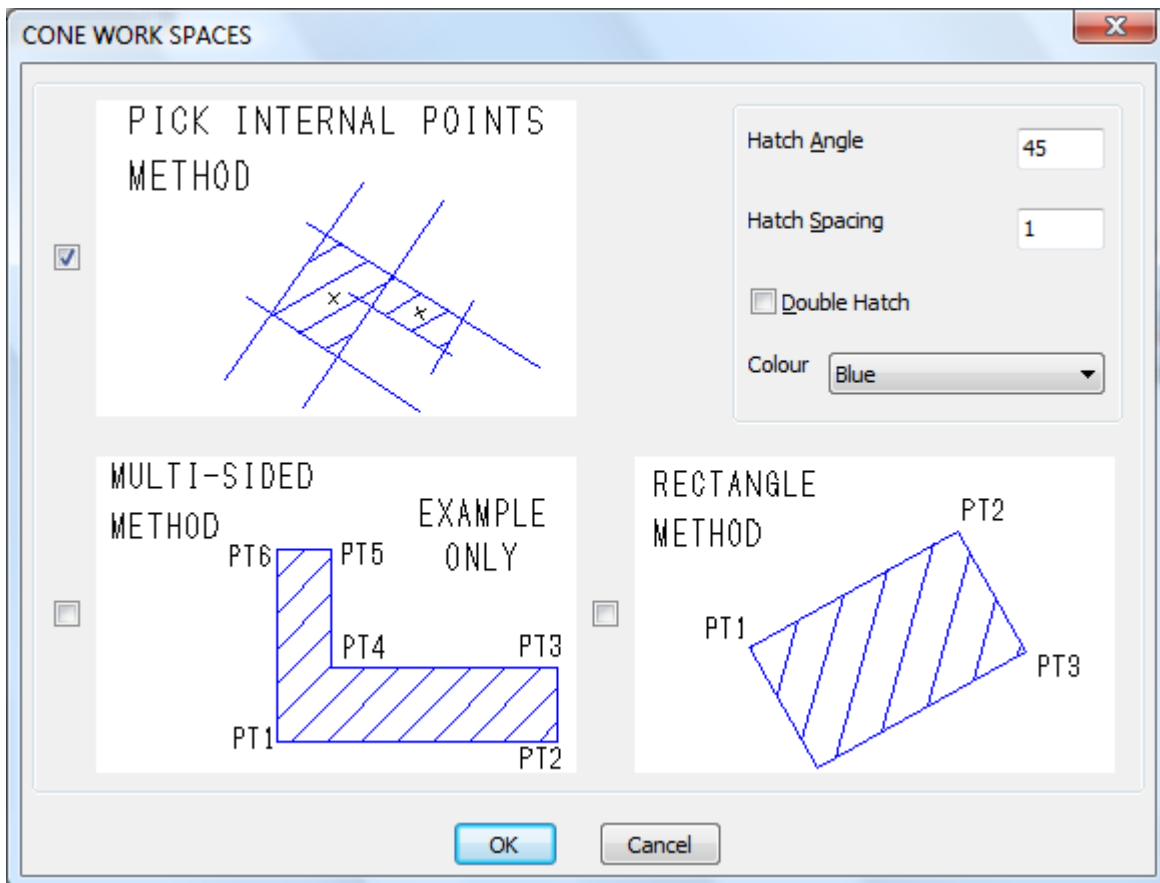 CONE WORK SPACES
X
PICK INTERNAL POINTS
METHOD
x
x
Hatch Angle
45
Hatch Spacing
1
Double Hatch
Colour
Blue
MULTI-SIDED
METHOD
EXAMPLE
ONLY
PT6
PT5
PT4
PT3
PT1
PT2
RECTANGLE
METHOD
PT2
PT1
PT3
OK
Cancel